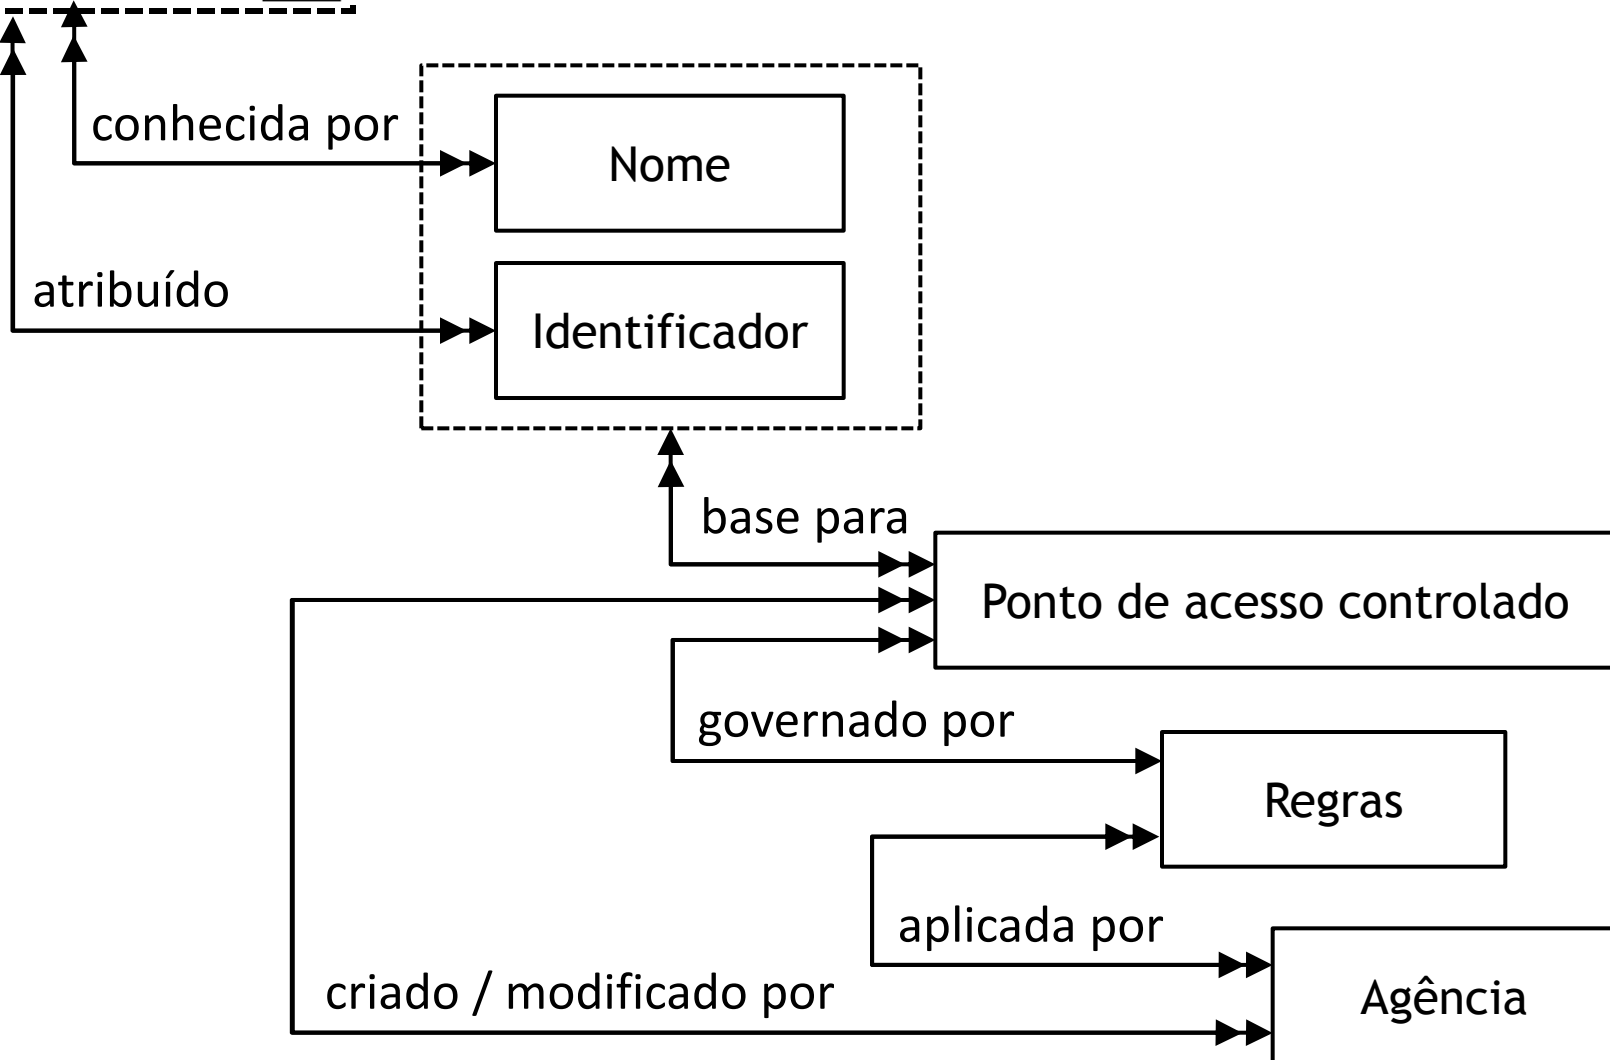 conhecida por
Nome
atribuído
Identificador
base para
Ponto de acesso controlado
governado por
Regras
aplicada por
criado / modificado por
Agência